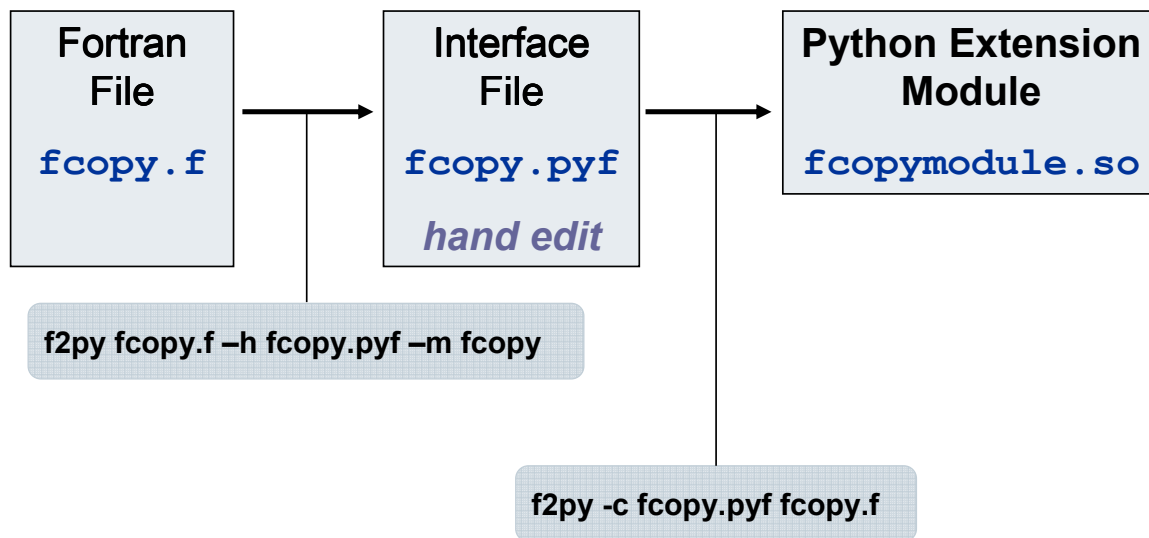 Fortran
File
fcopy.f
Interface
File
fcopy.pyf
hand edit
Python Extension
Module
fcopymodule.so
f2py fcopy.f –h fcopy.pyf –m fcopy
f2py -c fcopy.pyf fcopy.f